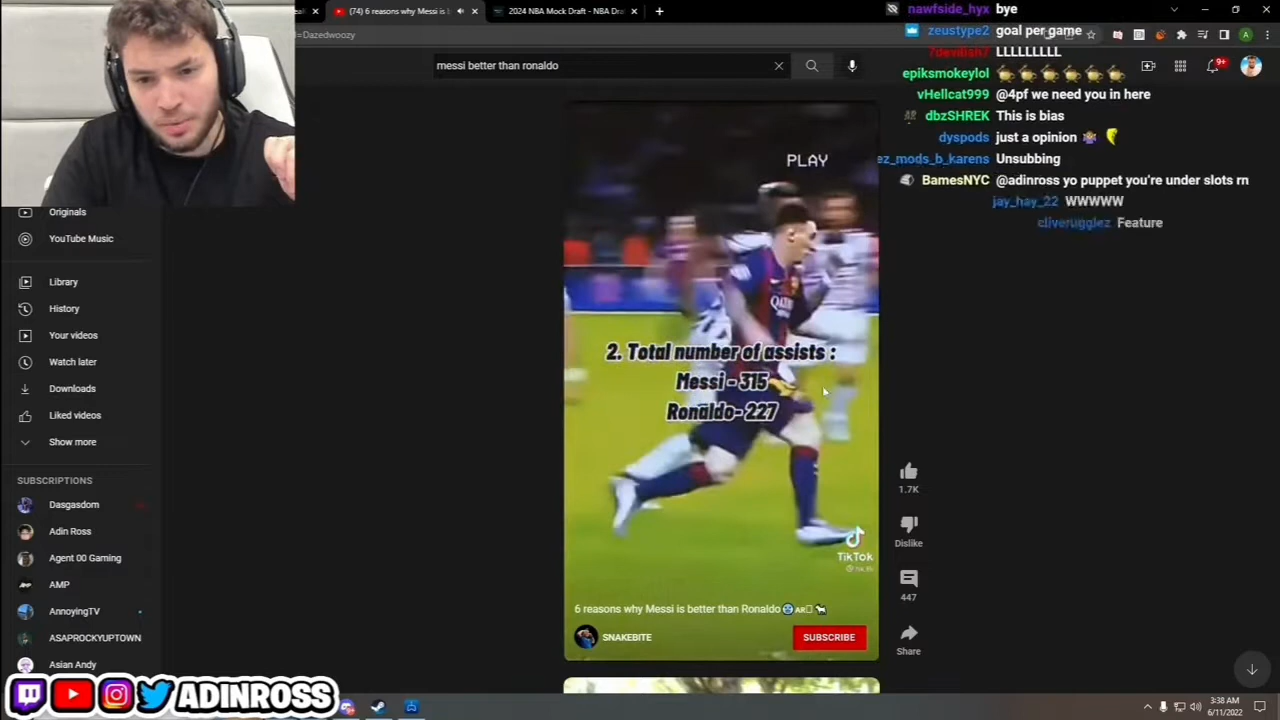 (74) 6 reasons why Messi is b
2024 NBA Mock Draft - NBA Dra
=Dazedwoozy
messi better than ronaldo
9+
A
nawfside_hyx bye
zeustype2 goal per game
7devilian7 LLLLLLLLL
epiksmokeylol
vHellcat999 @4pf we need you in here
dbzSHREK This is bias
dyspods just a opinion
ez_mods_b_karens Unsubbing
BamesNYC @adinross yo puppet you're under slots rn
jay_hay_22 WWWWW
cliverugglez Feature
Originals
YouTube Music
Library
History
Your videos
Watch later
Downloads
Liked videos
Show more
SUBSCRIPTIONS
Dasgasdom
Adin Ross
Agent 00 Gaming
AMP
AnnoyingTV
ASAPROCKYUPTOWN
Asian Andy
PLAY
QATAR
2. Total number of assists :
Messi - 315
Ronaldo- 227
TikTok
6 reasons why Messi is better than Ronaldo
SNAKEBITE
SUBSCRIBE
1.7K
Dislike
447
Share
ADINROSS
3:38 AM
6/11/2022